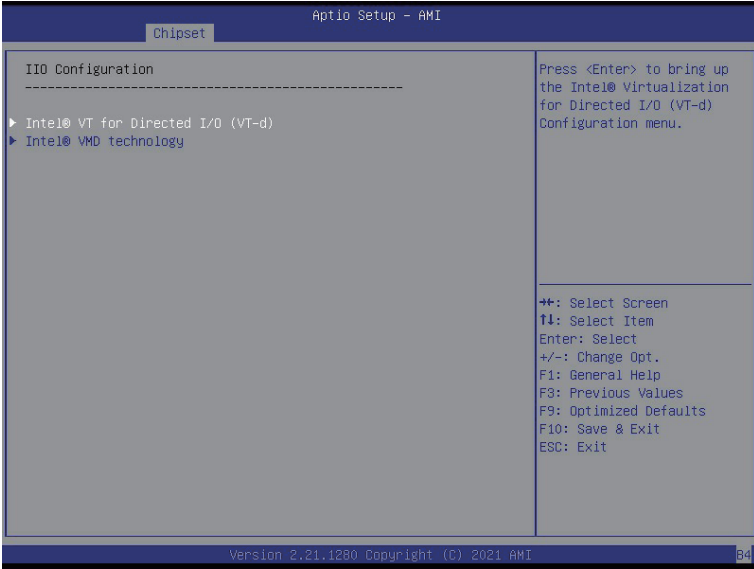 Aptio Setup – AMI
Chipset
IIO Configuration
--------------------------------------------------
Intel® VT for Directed I/O (VT-d)
Intel® VMD technology
Press <Enter> to bring up
the Intel® Virtualization
for Directed I/O (VT-d)
Configuration menu.
→←: Select Screen
↑↓: Select Item
Enter: Select
+/-: Change Opt.
F1: General Help
F3: Previous Values
F9: Optimized Defaults
F10: Save & Exit
ESC: Exit
Version 2.21.1280 Copyright (C) 2021 AMI
B4